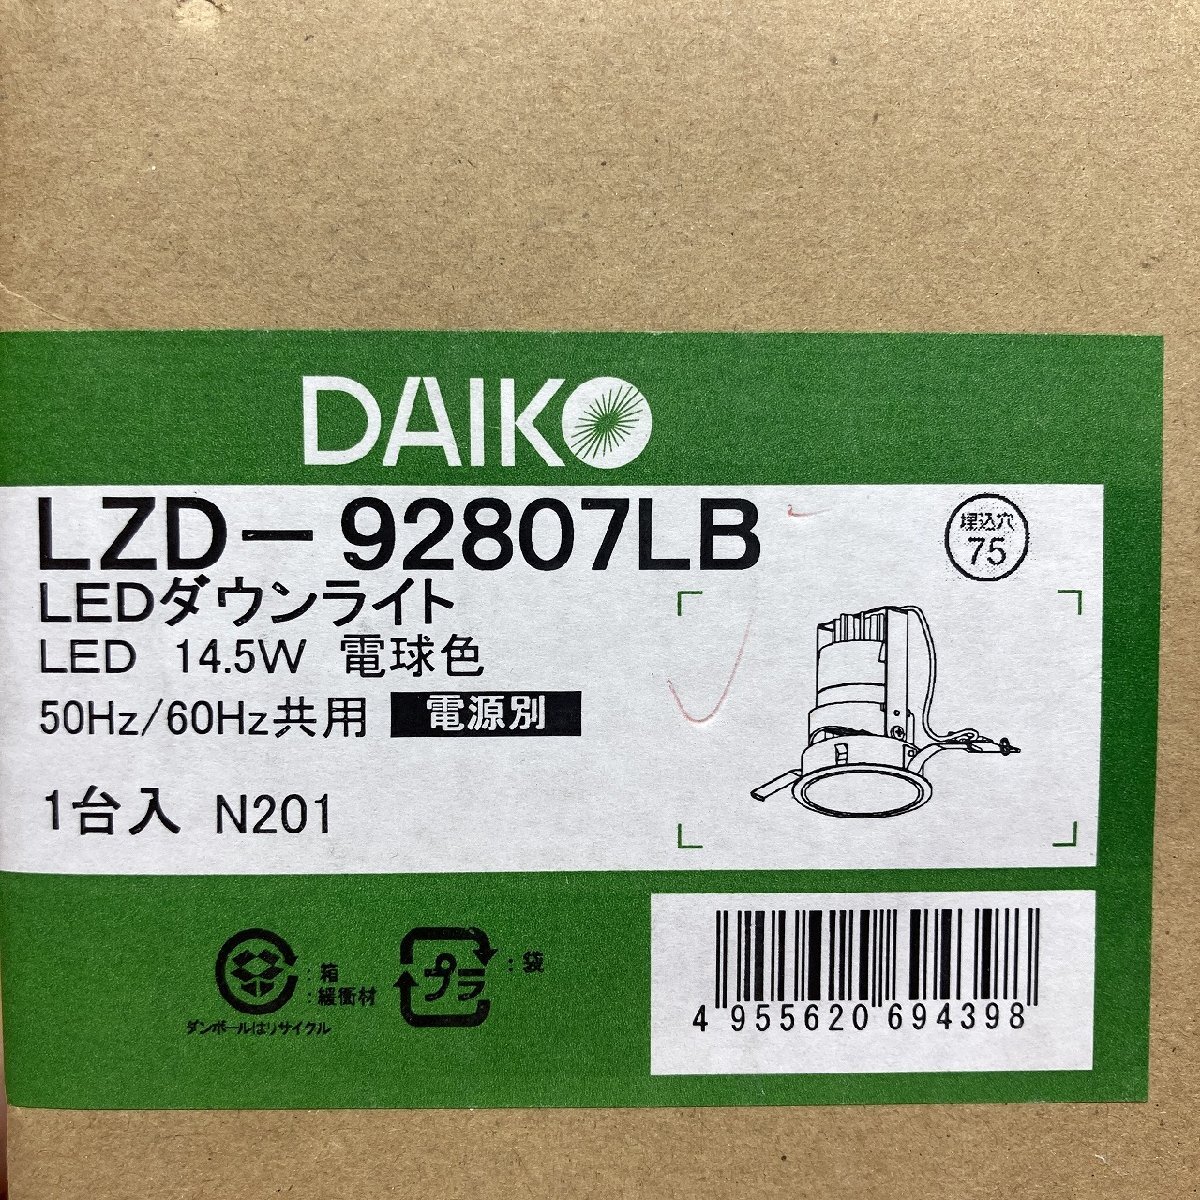 DAIKO
LZD-92807LB
埋込穴
75
LEDダウンライト
LED 14.5W 電球色
50Hz/60Hz共用 電源別
1台入 N201
:箱
:緩衝材
ダンボールはリサイクル
プラ
:袋
4 955620 694398